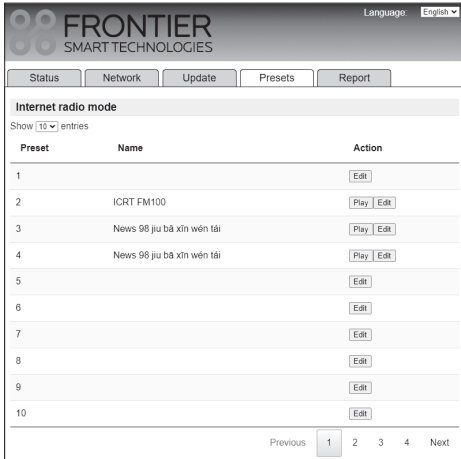 Language: English
FRONTIER
SMART TECHNOLOGIES
Status Network Update Presets Report
Internet radio mode
Show 10 entries
Preset Name Action
1 Edit
2 ICRT FM100 Play Edit
3 News 98 jiu bā xīn wén tái Play Edit
4 News 98 jiu bā xīn wén tái Play Edit
5 Edit
6 Edit
7 Edit
8 Edit
9 Edit
10 Edit
Previous 1 2 3 4 Next